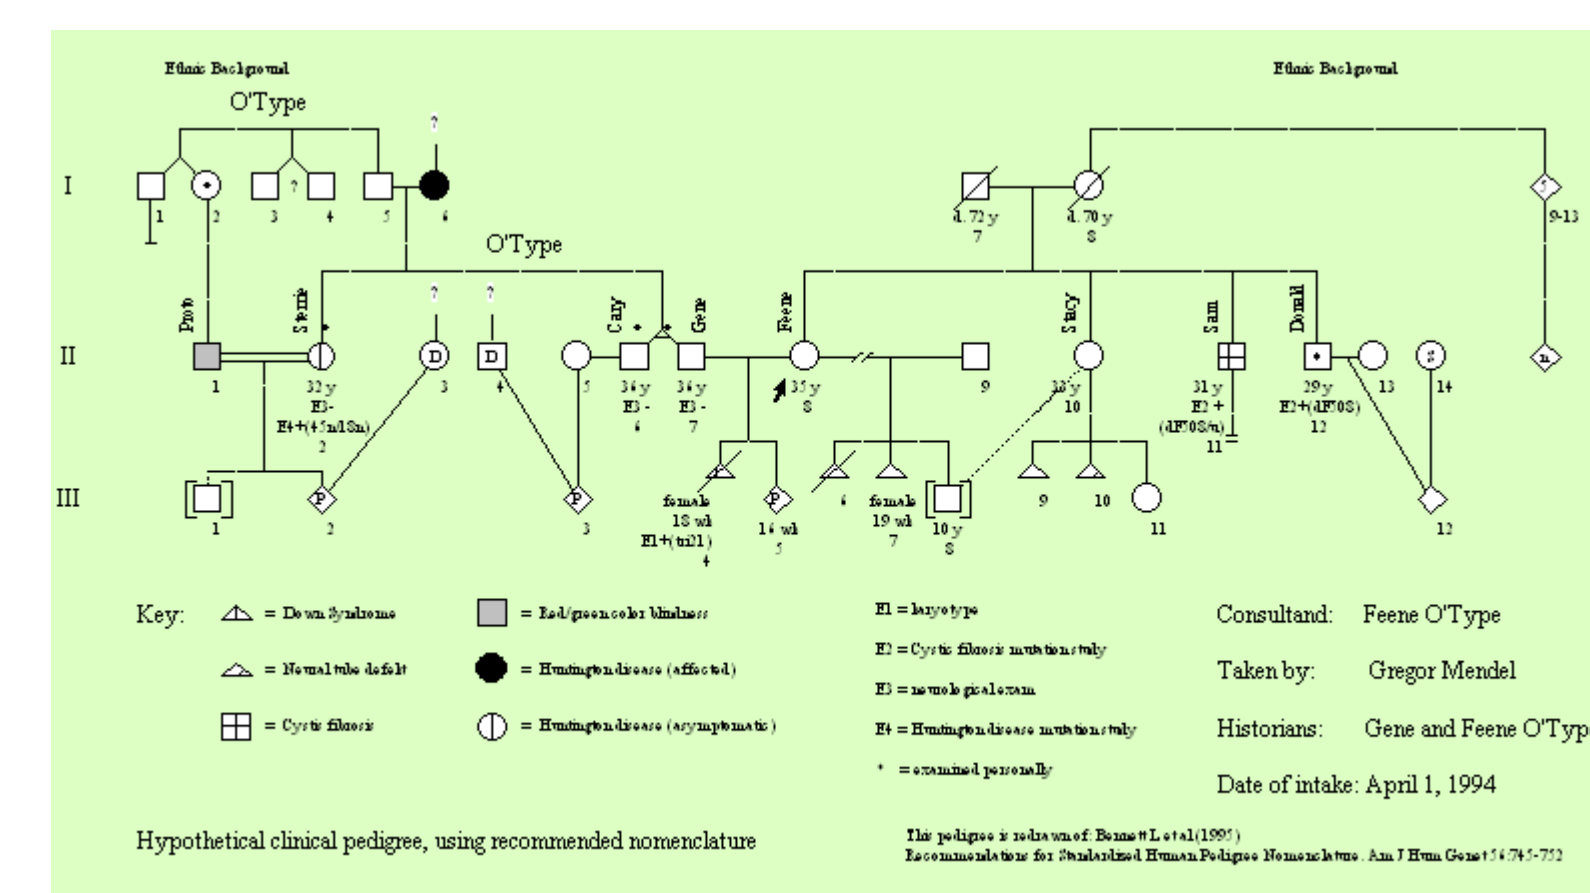 Ethnic Background
Ethnic Background
O'Type
?
I
?
5
1
2
3
4
5
6
d. 72 y
7
d. 70 y
8
9-13
O'Type
?
?
Proto
Sterrie
Cary
Gene
Feene
Stacy
Sam
Donald
II
D
D
S
n
1
32 y
E3-
E4+(45n/18n)
2
3
4
5
36 y
E3 -
6
36 y
E3 -
7
35 y
8
9
33 y
10
31 y
E2 +
(dF508/n)
11
29 y
E2+(dF508)
12
13
14
III
P
P
P
1
2
3
female
18 wk
E1+(tri21)
4
16 wk
5
6
female
19 wk
7
10 y
8
9
10
11
12
Key:
= Down Syndrome
= Red/green color blindness
= Neural tube defekt
= Huntington disease (affected)
= Cystis fibrosis
= Huntington disease (asymptomatic)
E1 = karyotype
E2 = Cystis fibrosis mutation study
E3 = neurological exam
E4 = Huntington disease mutation study
* = examined personally
Consultand: Feene O'Type
Taken by: Gregor Mendel
Historians: Gene and Feene O'Typ
Date of intake: April 1, 1994
Hypothetical clinical pedigree, using recommended nomenclature
This pedigree is redrawn of: Bennett L et al (1995)
Recommendations for Standardized Human Pedigree Nomenclature. Am J Hum Genet 56:745-752